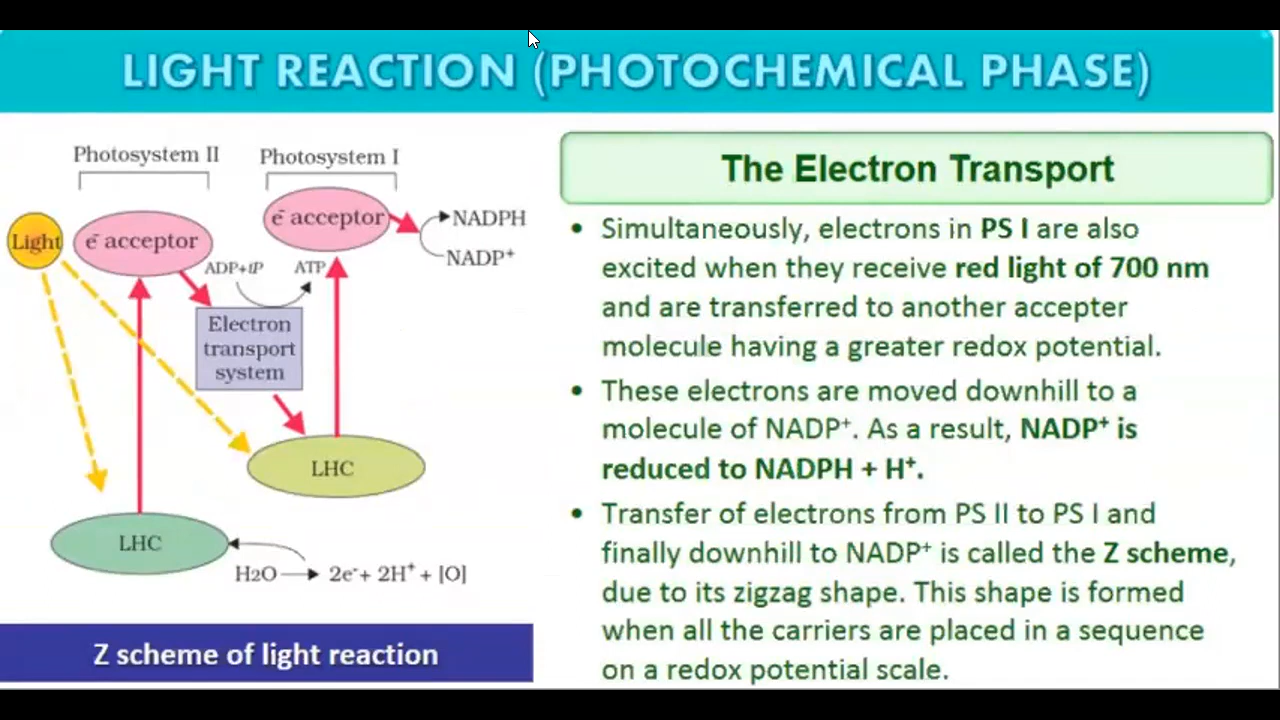 LIGHT REACTION (PHOTOCHEMICAL PHASE)
Photosystem II
Photosystem I
Light
e⁻ acceptor
e⁻ acceptor
NADPH
NADP⁺
ADP+iP
ATP
Electron
transport
system
LHC
LHC
H2O → 2e⁻+ 2H⁺ + [O]
Z scheme of light reaction
The Electron Transport
• Simultaneously, electrons in PS I are also
excited when they receive red light of 700 nm
and are transferred to another accepter
molecule having a greater redox potential.
• These electrons are moved downhill to a
molecule of NADP⁺. As a result, NADP⁺ is
reduced to NADPH + H⁺.
• Transfer of electrons from PS II to PS I and
finally downhill to NADP⁺ is called the Z scheme,
due to its zigzag shape. This shape is formed
when all the carriers are placed in a sequence
on a redox potential scale.